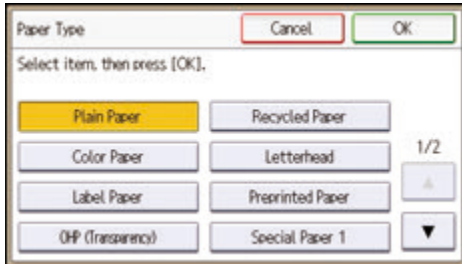 Paper Type Cancel OK
Select item, then press [OK].
Plain Paper Recycled Paper
Color Paper Letterhead 1/2
Label Paper Preprinted Paper
OHP (Transparency) Special Paper 1